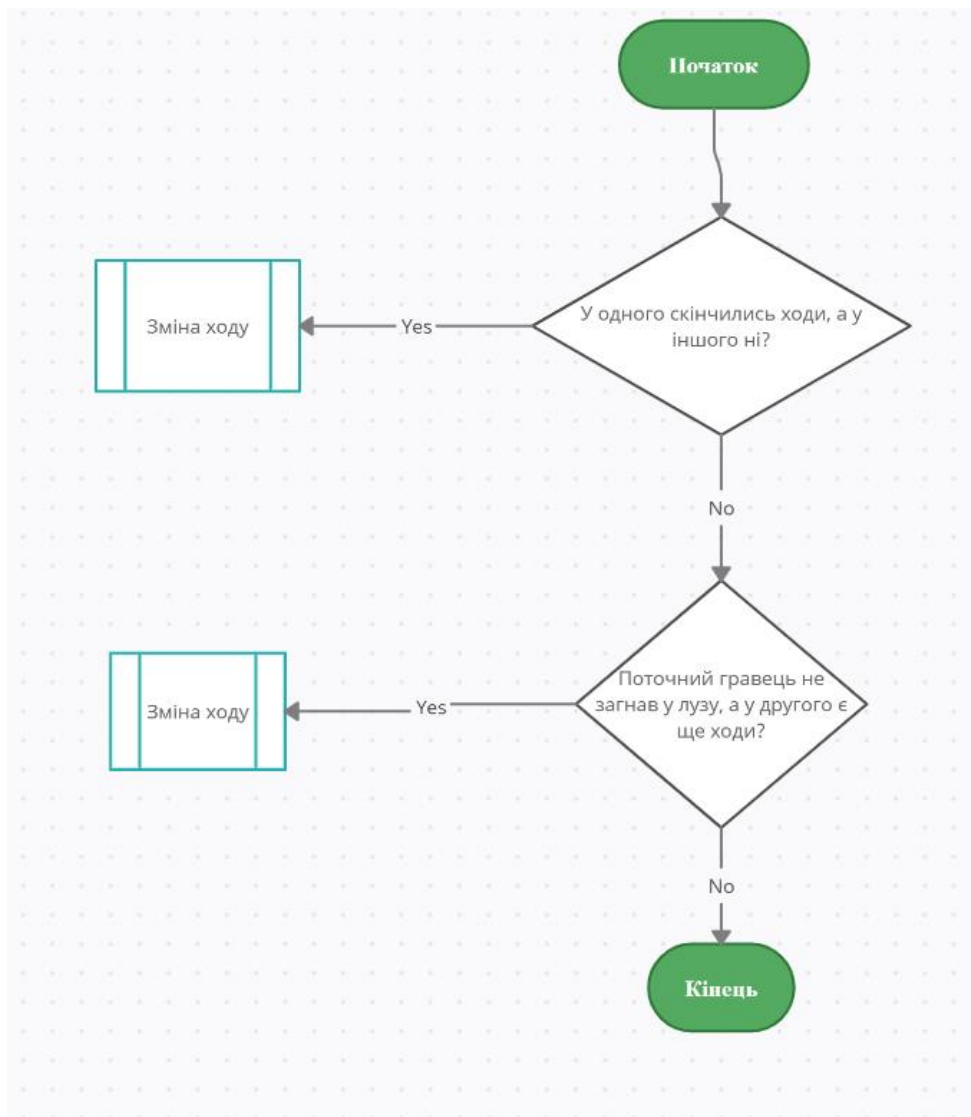 Початок
У одного скінчились ходи, а у
іншого ні?
Yes
Зміна ходу
No
Поточний гравець не
загнав у лузу, а у другого є
ще ходи?
Yes
Зміна ходу
No
Кінець